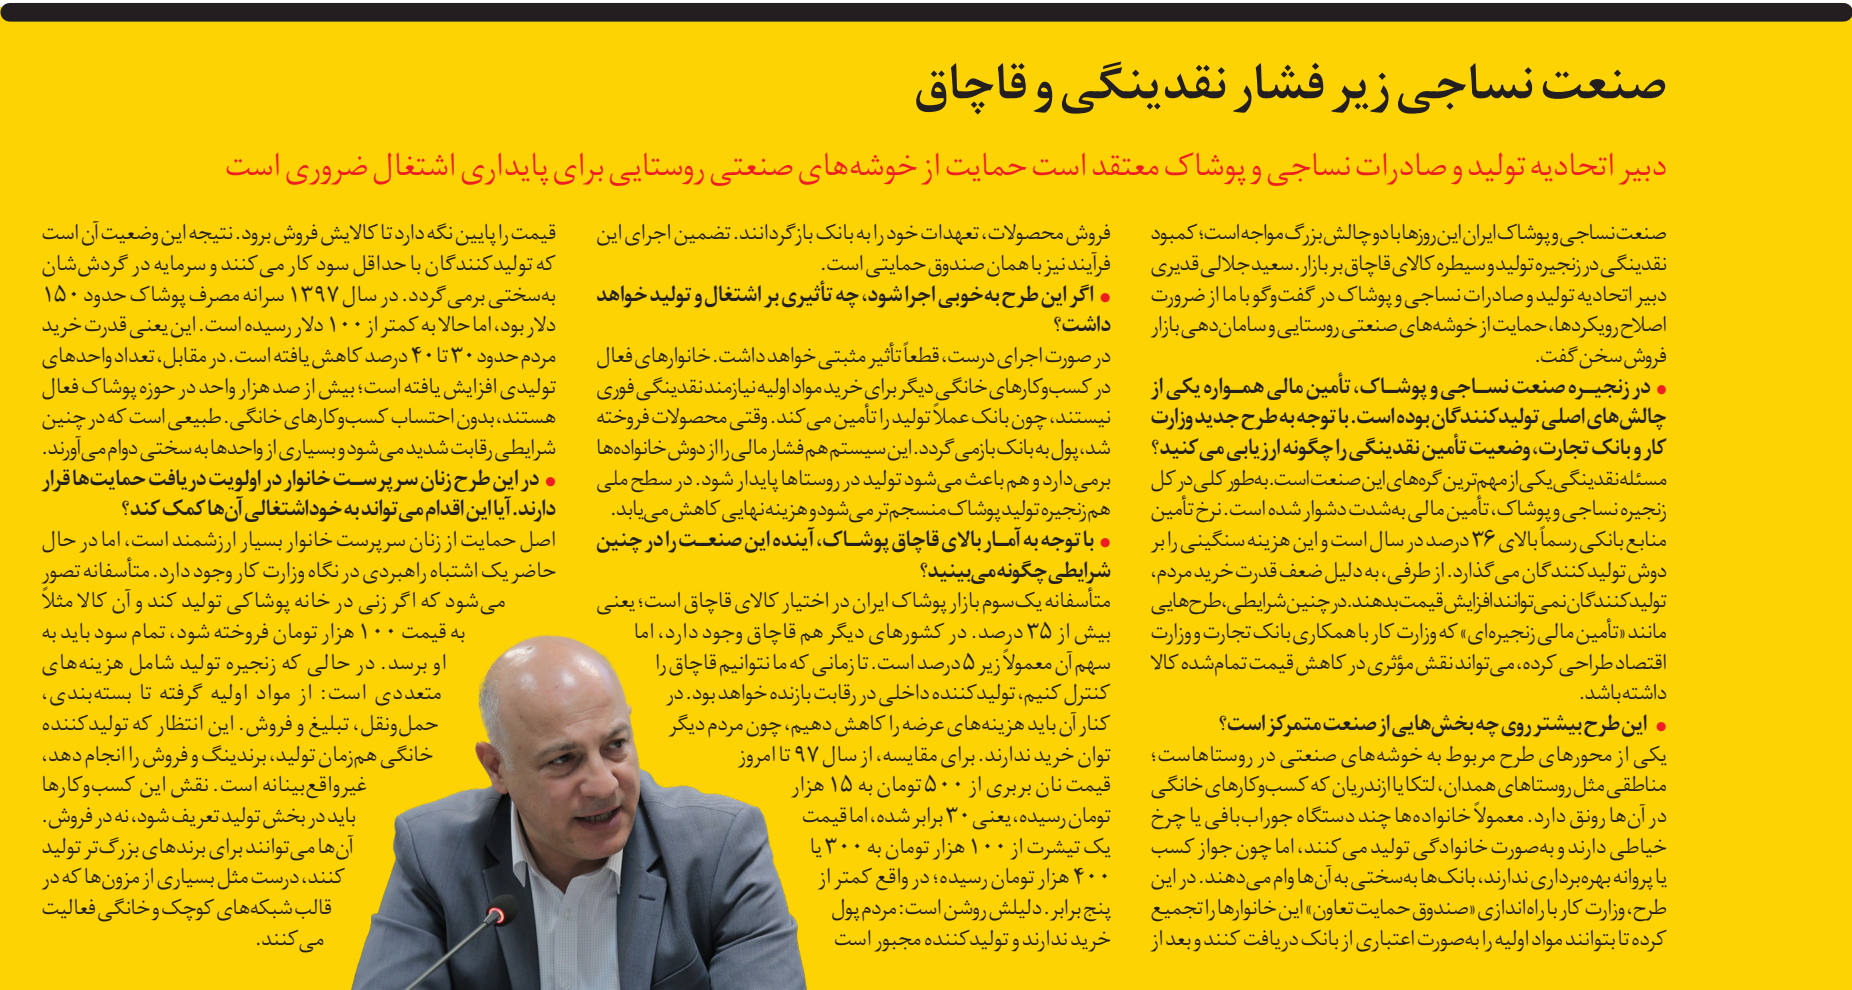 صنعت نساجی زیر فشار نقدینگی و قاچاق
دبیر اتحادیه تولید و صادرات نساجی و پوشاک معتقد است حمایت از خوشه‌های صنعتی روستایی برای پایداری اشتغال ضروری است
صنعت نساجی و پوشاک ایران این روزها با دو چالش بزرگ مواجه است؛ کمبود
نقدینگی در زنجیره تولید و سیطره کالای قاچاق بر بازار. سعید جلالی قدیری
دبیر اتحادیه تولید و صادرات نساجی و پوشاک در گفت‌وگو با ما از ضرورت
اصلاح رویکردها، حمایت از خوشه‌های صنعتی روستایی و سامان‌دهی بازار
فروش سخن گفت.
● در زنجیره صنعت نساجی و پوشاک، تأمین مالی همواره یکی از
چالش‌های اصلی تولیدکنندگان بوده است. با توجه به طرح جدید وزارت
کار و بانک تجارت، وضعیت تأمین نقدینگی را چگونه ارزیابی می‌کنید؟
مسئله نقدینگی یکی از مهم‌ترین گره‌های این صنعت است. به‌طور کلی در کل
زنجیره نساجی و پوشاک، تأمین مالی به‌شدت دشوار شده است. نرخ تأمین
منابع بانکی رسماً بالای ۳۶ درصد در سال است و این هزینه سنگینی را بر
دوش تولیدکنندگان می‌گذارد. از طرفی، به دلیل ضعف قدرت خرید مردم،
تولیدکنندگان نمی‌توانند افزایش قیمت بدهند. در چنین شرایطی، طرح‌هایی
مانند «تأمین مالی زنجیره‌ای» که وزارت کار با همکاری بانک تجارت و وزارت
اقتصاد طراحی کرده، می‌تواند نقش مؤثری در کاهش قیمت تمام‌شده کالا
داشته باشد.
● این طرح بیشتر روی چه بخش‌هایی از صنعت متمرکز است؟
یکی از محورهای طرح مربوط به خوشه‌های صنعتی در روستاهاست؛
مناطقی مثل روستاهای همدان، لتکا یا ازندریان که کسب‌وکارهای خانگی
در آن‌ها رونق دارد. معمولاً خانواده‌ها چند دستگاه جوراب‌بافی یا چرخ
خیاطی دارند و به‌صورت خانوادگی تولید می‌کنند، اما چون جواز کسب
یا پروانه بهره‌برداری ندارند، بانک‌ها به‌سختی به آن‌ها وام می‌دهند. در این
طرح، وزارت کار با راه‌اندازی «صندوق حمایت تعاون» این خانوارها را تجمیع
کرده تا بتوانند مواد اولیه را به‌صورت اعتباری از بانک دریافت کنند و بعد از
فروش محصولات، تعهدات خود را به بانک بازگردانند. تضمین اجرای این
فرآیند نیز با همان صندوق حمایتی است.
● اگر این طرح به‌خوبی اجرا شود، چه تأثیری بر اشتغال و تولید خواهد
داشت؟
در صورت اجرای درست، قطعاً تأثیر مثبتی خواهد داشت. خانوارهای فعال
در کسب‌وکارهای خانگی دیگر برای خرید مواد اولیه نیازمند نقدینگی فوری
نیستند، چون بانک عملاً تولید را تأمین می‌کند. وقتی محصولات فروخته
شد، پول به بانک بازمی‌گردد. این سیستم هم فشار مالی را از دوش خانواده‌ها
برمی‌دارد و هم باعث می‌شود تولید در روستاها پایدار شود. در سطح ملی
هم زنجیره تولید پوشاک منسجم‌تر می‌شود و هزینه نهایی کاهش می‌یابد.
● با توجه به آمار بالای قاچاق پوشاک، آینده این صنعت را در چنین
شرایطی چگونه می‌بینید؟
متأسفانه یک‌سوم بازار پوشاک ایران در اختیار کالای قاچاق است؛ یعنی
بیش از ۳۵ درصد. در کشورهای دیگر هم قاچاق وجود دارد، اما
سهم آن معمولاً زیر ۵ درصد است. تا زمانی که ما نتوانیم قاچاق را
کنترل کنیم، تولیدکننده داخلی در رقابت بازنده خواهد بود. در
کنار آن باید هزینه‌های عرضه را کاهش دهیم، چون مردم دیگر
توان خرید ندارند. برای مقایسه، از سال ۹۷ تا امروز
قیمت نان بربری از ۵۰۰ تومان به ۱۵ هزار
تومان رسیده، یعنی ۳۰ برابر شده، اما قیمت
یک تیشرت از ۱۰۰ هزار تومان به ۳۰۰ یا
۴۰۰ هزار تومان رسیده؛ در واقع کمتر از
پنج برابر. دلیلش روشن است: مردم پول
خرید ندارند و تولیدکننده مجبور است
قیمت را پایین نگه دارد تا کالایش فروش برود. نتیجه این وضعیت آن است
که تولیدکنندگان با حداقل سود کار می‌کنند و سرمایه در گردش‌شان
به‌سختی برمی‌گردد. در سال ۱۳۹۷ سرانه مصرف پوشاک حدود ۱۵۰
دلار بود، اما حالا به کمتر از ۱۰۰ دلار رسیده است. این یعنی قدرت خرید
مردم حدود ۳۰ تا ۴۰ درصد کاهش یافته است. در مقابل، تعداد واحدهای
تولیدی افزایش یافته است؛ بیش از صد هزار واحد در حوزه پوشاک فعال
هستند، بدون احتساب کسب‌وکارهای خانگی. طبیعی است که در چنین
شرایطی رقابت شدید می‌شود و بسیاری از واحدها به سختی دوام می‌آورند.
● در این طرح زنان سرپرست خانوار در اولویت دریافت حمایت‌ها قرار
دارند. آیا این اقدام می‌تواند به خوداشتغالی آن‌ها کمک کند؟
اصل حمایت از زنان سرپرست خانوار بسیار ارزشمند است، اما در حال
حاضر یک اشتباه راهبردی در نگاه وزارت کار وجود دارد. متأسفانه تصور
می‌شود که اگر زنی در خانه پوشاکی تولید کند و آن کالا مثلاً
به قیمت ۱۰۰ هزار تومان فروخته شود، تمام سود باید به
او برسد. در حالی که زنجیره تولید شامل هزینه‌های
متعددی است: از مواد اولیه گرفته تا بسته‌بندی،
حمل‌ونقل، تبلیغ و فروش. این انتظار که تولیدکننده
خانگی هم‌زمان تولید، برندینگ و فروش را انجام دهد،
غیرواقع‌بینانه است. نقش این کسب‌وکارها
باید در بخش تولید تعریف شود، نه در فروش.
آن‌ها می‌توانند برای برندهای بزرگ‌تر تولید
کنند، درست مثل بسیاری از مزون‌ها که در
قالب شبکه‌های کوچک و خانگی فعالیت
می‌کنند.